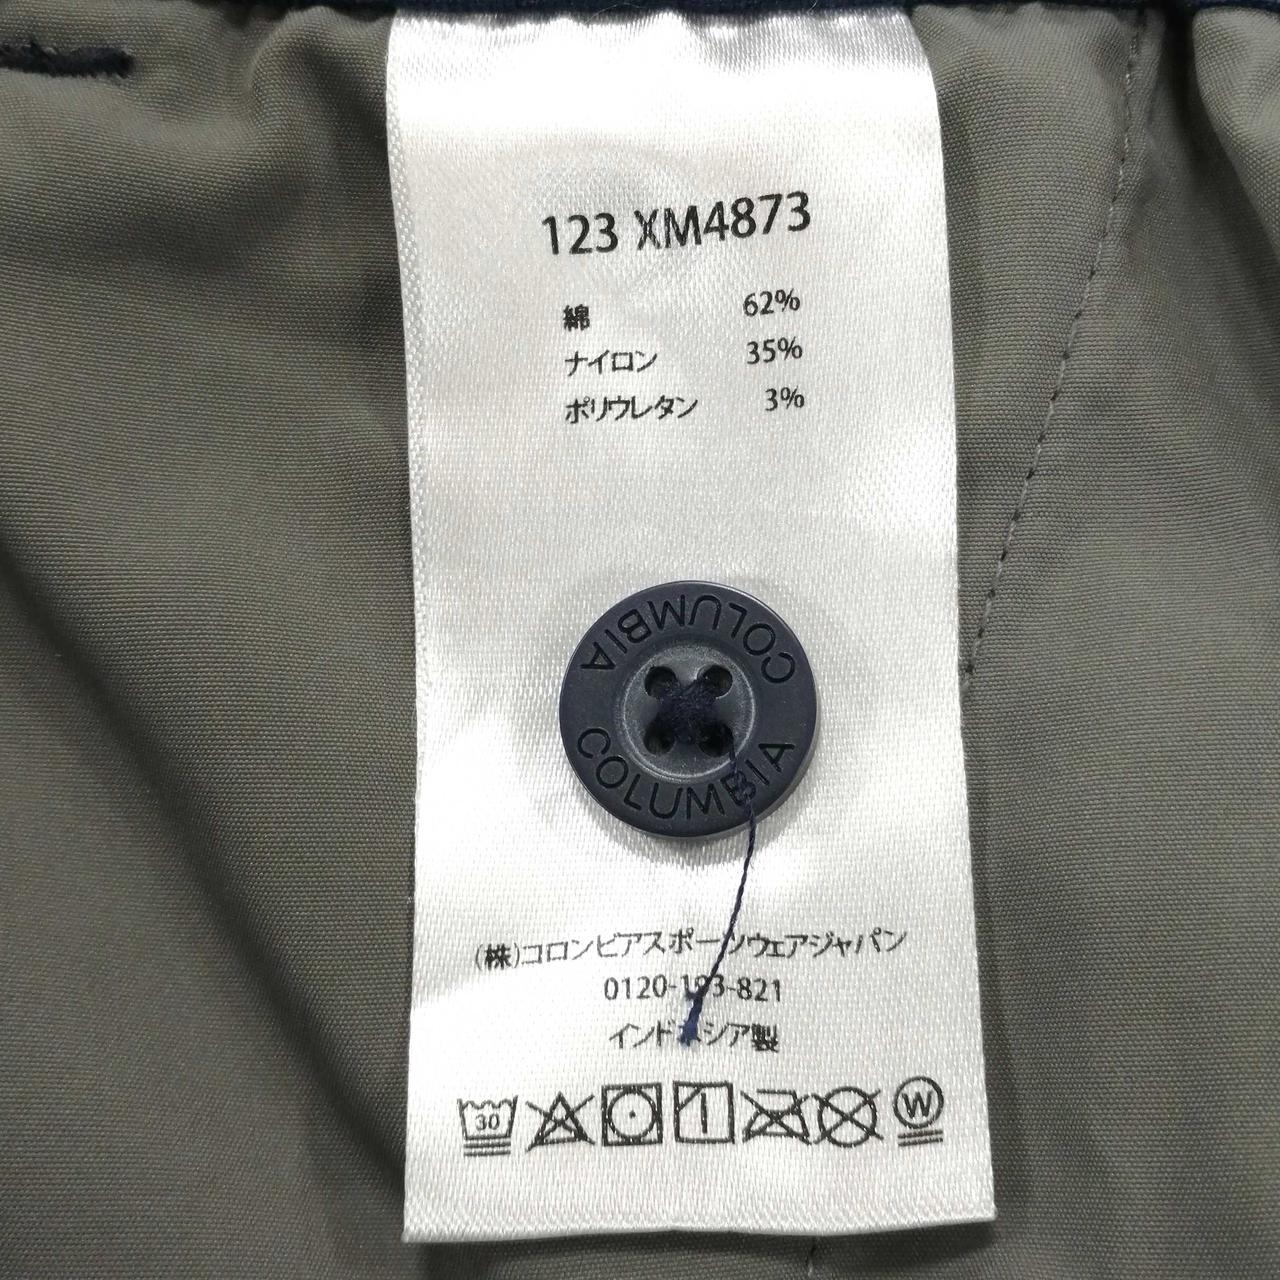 123 XM4873
綿 62%
ナイロン 35%
ポリウレタン 3%
COLUMBIA
COLUMBIA
(株)コロンビアスポーツウェアジャパン
0120-193-821
インドネシア製
30
W